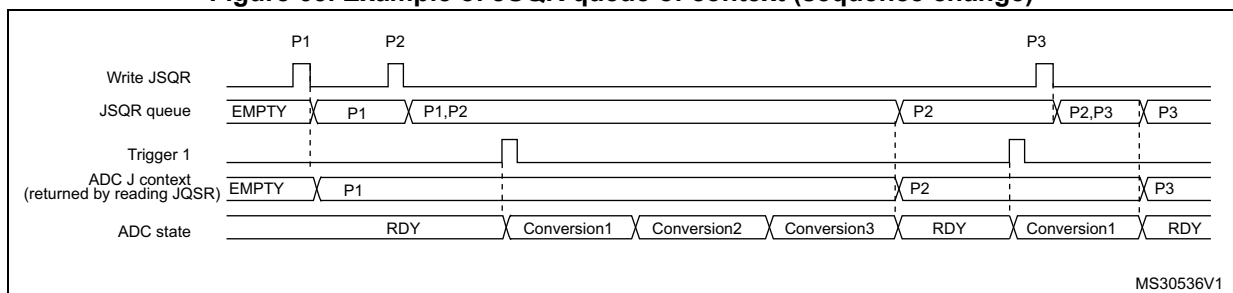 Figure 63. Example of JSQR queue of context (sequence change)
P1 P2 P3
Write JSQR
JSQR queue EMPTY P1 P1,P2 P2 P2,P3 P3
Trigger 1
ADC J context
(returned by reading JQSR) EMPTY P1 P2 P3
ADC state RDY Conversion1 Conversion2 Conversion3 RDY Conversion1 RDY
MS30536V1